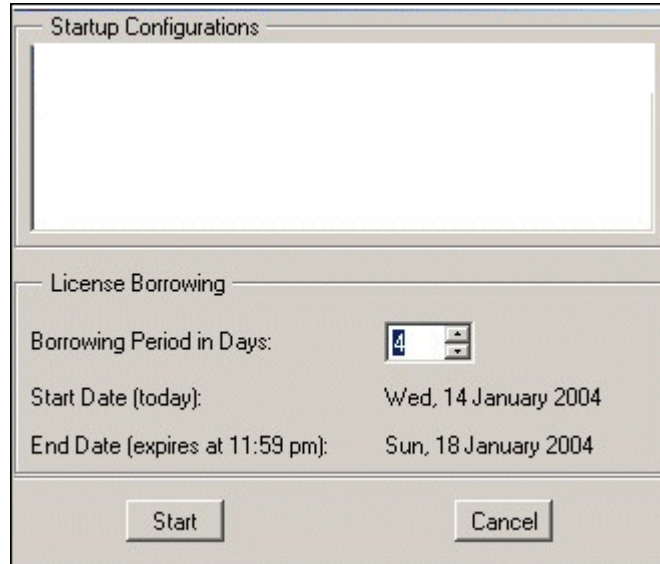 Startup Configurations
License Borrowing
Borrowing Period in Days: 4
Start Date (today): Wed, 14 January 2004
End Date (expires at 11:59 pm): Sun, 18 January 2004
Start Cancel